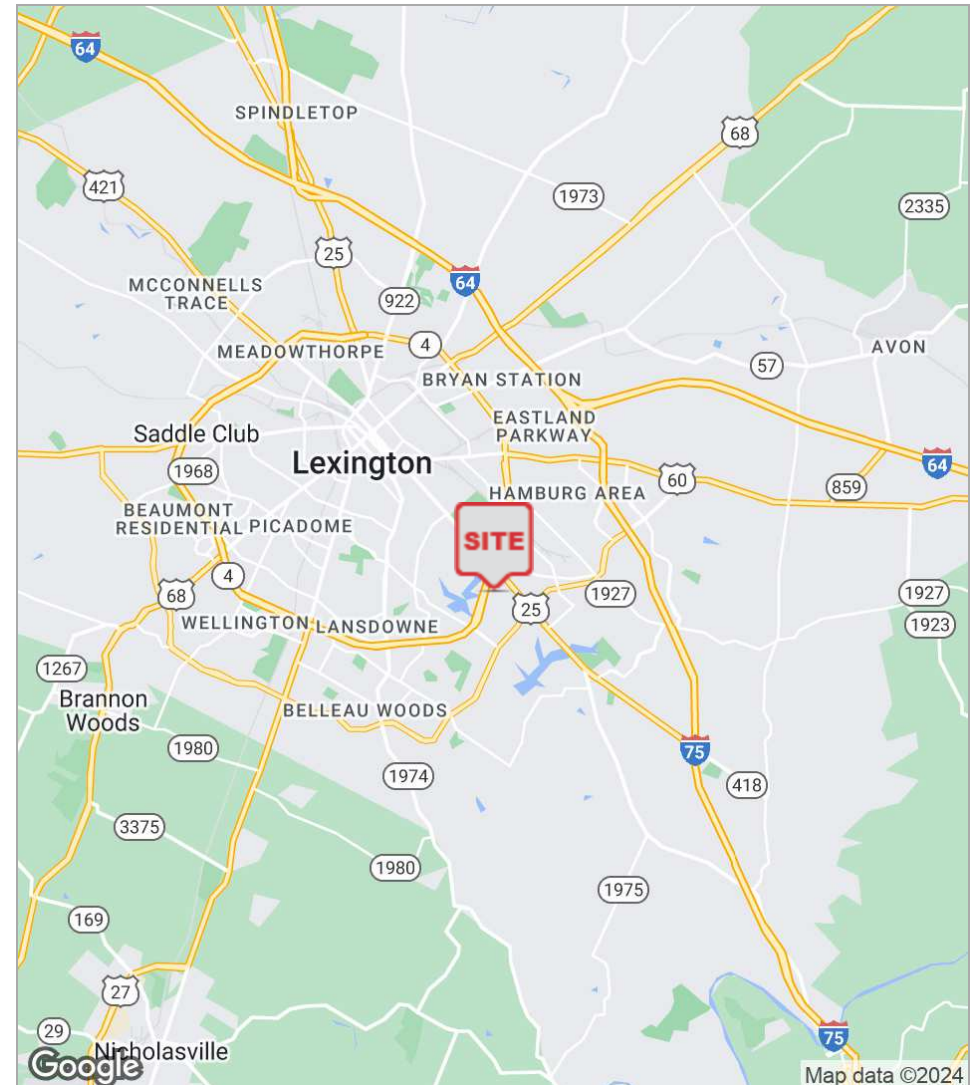 64
SPINDLETOP
68
421
1973
2335
25
64
MCCONNELLS
TRACE
922
4
AVON
MEADOWTHORPE
57
BRYAN STATION
EASTLAND
PARKWAY
Saddle Club
Lexington
64
1968
60
859
HAMBURG AREA
BEAUMONT
RESIDENTIAL
PICADOME
SITE
4
68
25
1927
1927
WELLINGTON
LANSDOWNE
1923
1267
Brannon
Woods
BELLEAU WOODS
1980
75
1974
418
3375
1980
1975
169
27
29
75
Nicholasville
Google
Map data ©2024